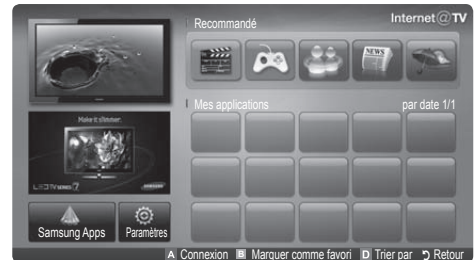 Internet@TV
Recommandé
NEWS
Mes applications
par date 1/1
Make it slimmer.
LED TV SERIES 7
SAMSUNG
Samsung Apps
Paramètres
A Connexion B Marquer comme favori D Trier par Retour